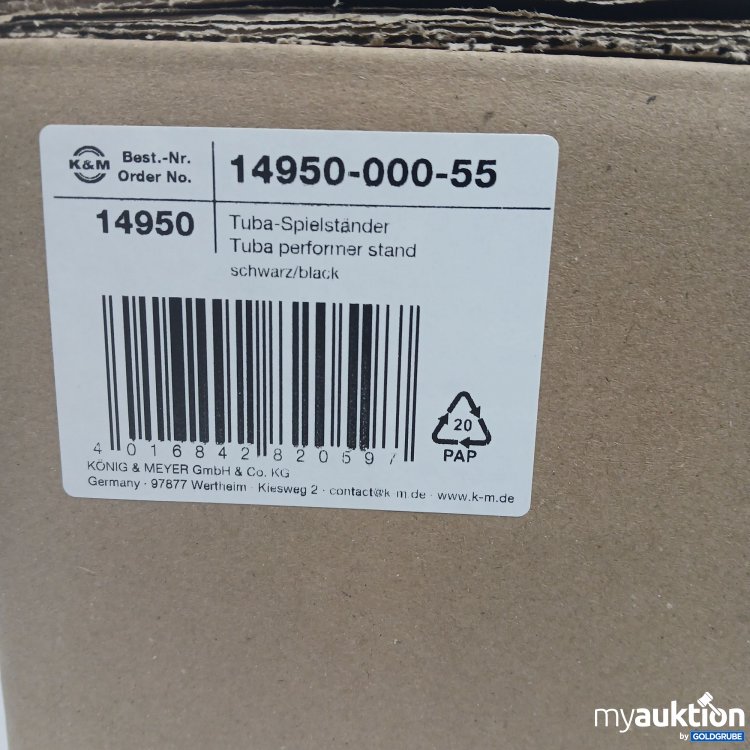 K&M Best.-Nr. 14950-000-55
Order No.
14950 Tuba-Spielständer
Tuba performer stand
schwarz/black
4 016842 820597
20
PAP
KÖNIG & MEYER GmbH & Co. KG
Germany · 97877 Wertheim · Kiesweg 2 · contact@k-m.de · www.k-m.de
myauktion
by GOLDGRUBE